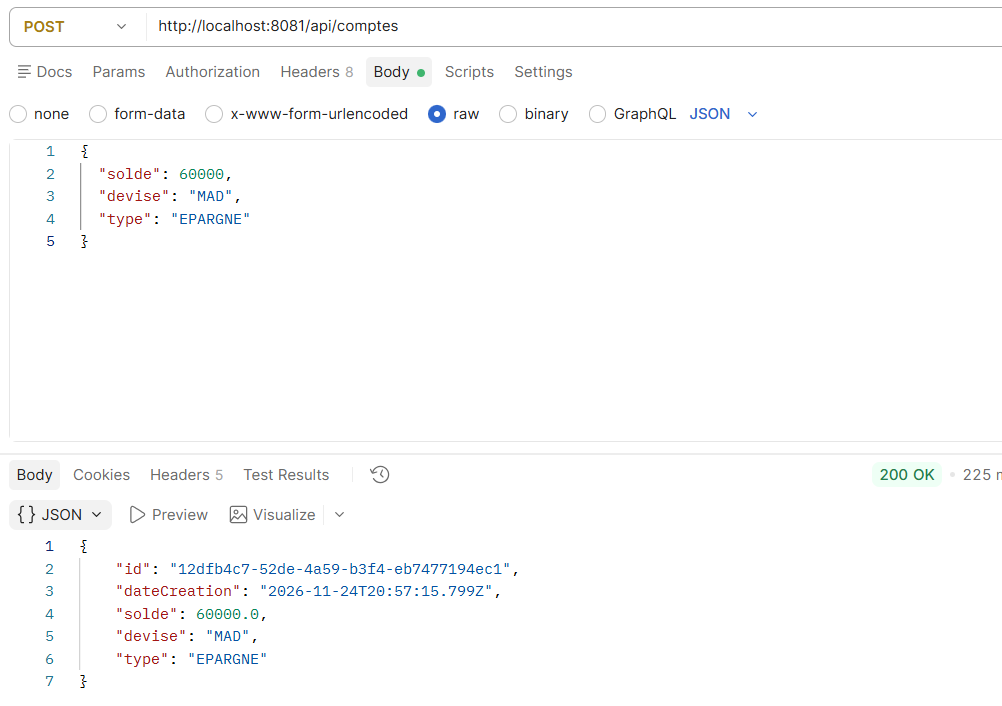 POST http://localhost:8081/api/comptes
Docs Params Authorization Headers 8 Body Scripts Settings
none form-data x-www-form-urlencoded raw binary GraphQL JSON
1 {
2 "solde": 60000,
3 "devise": "MAD",
4 "type": "EPARGNE"
5 }
Body Cookies Headers 5 Test Results 200 OK 225 m
{} JSON Preview Visualize
1 {
2 "id": "12dfb4c7-52de-4a59-b3f4-eb7477194ec1",
3 "dateCreation": "2026-11-24T20:57:15.799Z",
4 "solde": 60000.0,
5 "devise": "MAD",
6 "type": "EPARGNE"
7 }